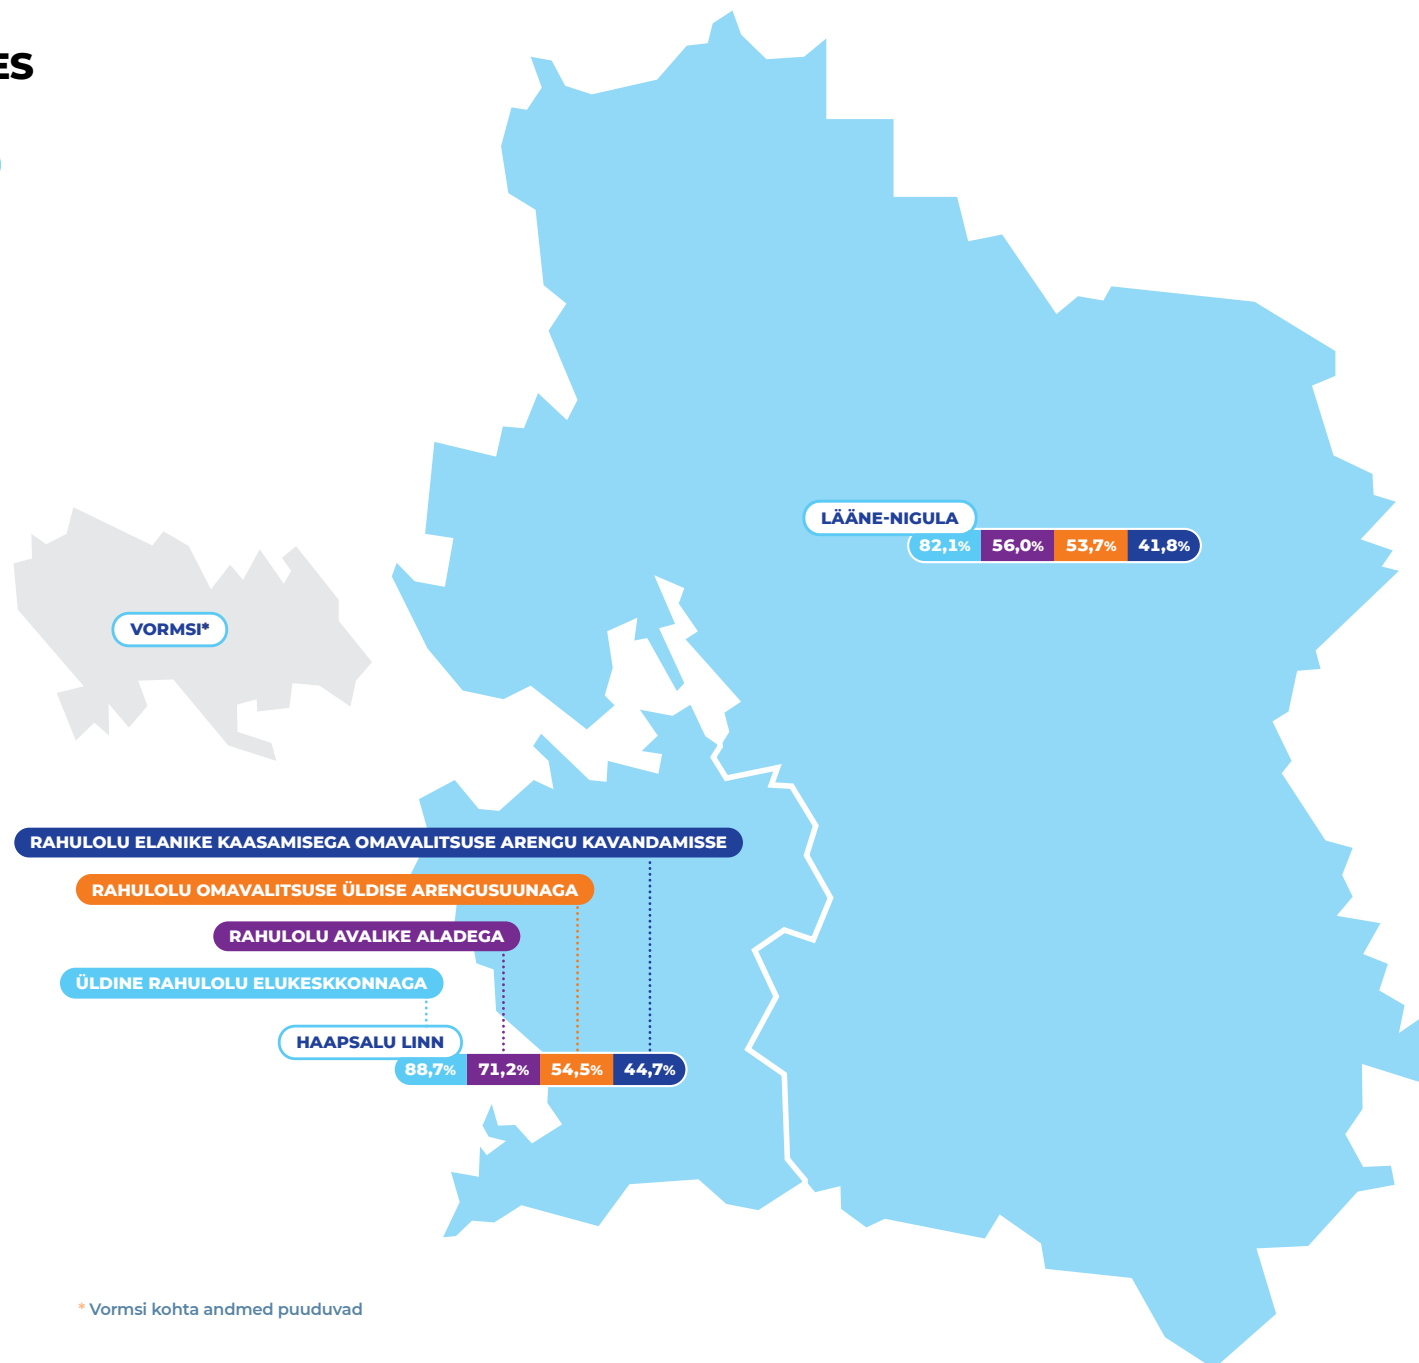 ES
LÄÄNE-NIGULA
82,1% 56,0% 53,7% 41,8%
VORMSI*
RAHULOLU ELANIKE KAASAMISEGA OMAVALITSUSE ARENGU KAVANDAMISSE
RAHULOLU OMAVALITSUSE ÜLDISE ARENGUSUUNAGA
RAHULOLU AVALIKE ALADEGA
ÜLDINE RAHULOLU ELUKESKKONNAGA
HAAPSALU LINN
88,7% 71,2% 54,5% 44,7%
* Vormsi kohta andmed puuduvad